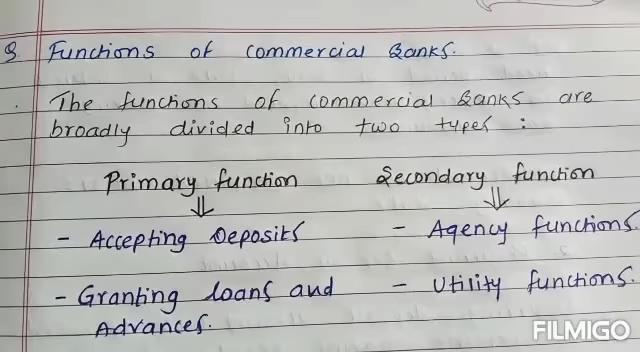 Q. Functions of commercial Banks.
. The functions of commercial Banks are
broadly divided into two types :
Primary function Secondary function
⇓ ⇓
- Accepting Deposits - Agency functions.
- Granting loans and - Utility functions.
Advances.
FILMIGO